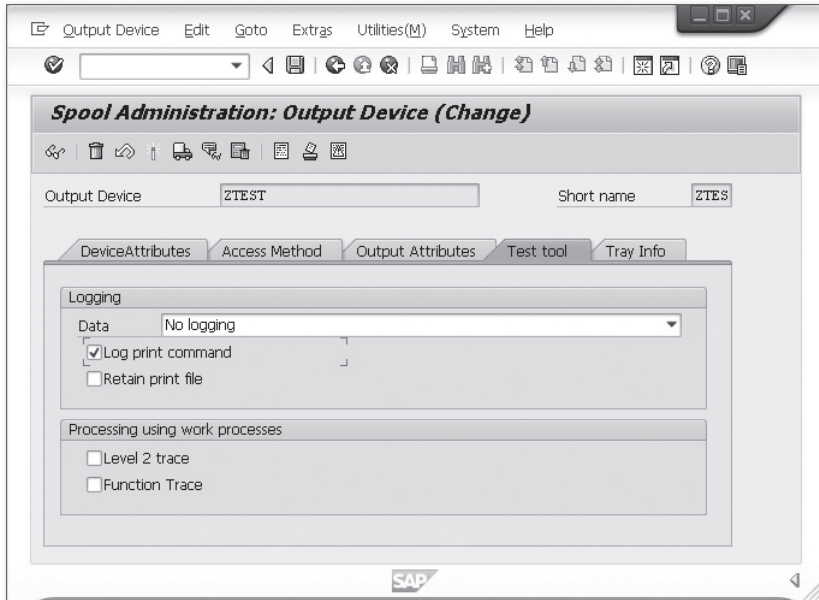 Output Device Edit Goto Extras Utilities(M) System Help
Spool Administration: Output Device (Change)
Output Device ZTEST Short name ZTES
DeviceAttributes Access Method Output Attributes Test tool Tray Info
Logging
Data No logging
Log print command
Retain print file
Processing using work processes
Level 2 trace
Function Trace
SAP